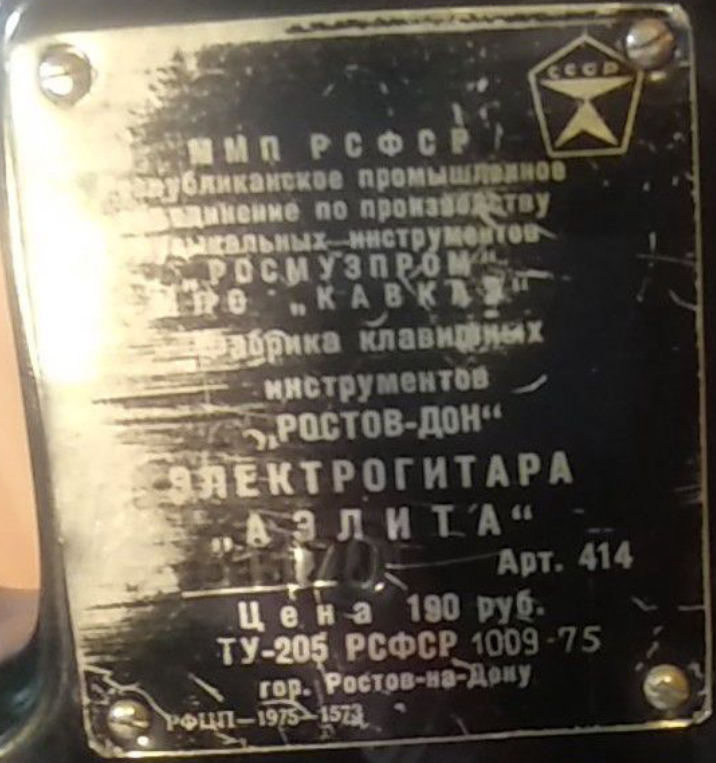 СССР
ММП РСФСР
республиканское промышленное
объединение по производству
музыкальных инструментов
"РОСМУЗПРОМ"
МПО „КАВКАЗ"
фабрика клавишных
инструментов
„РОСТОВ-ДОН“
ЭЛЕКТРОГИТАРА
„АЭЛИТА“
Арт. 414
Цена 190 руб.
ТУ-205 РСФСР 1009-75
гор. Ростов-на-Дону
РФЦП—1975—1573